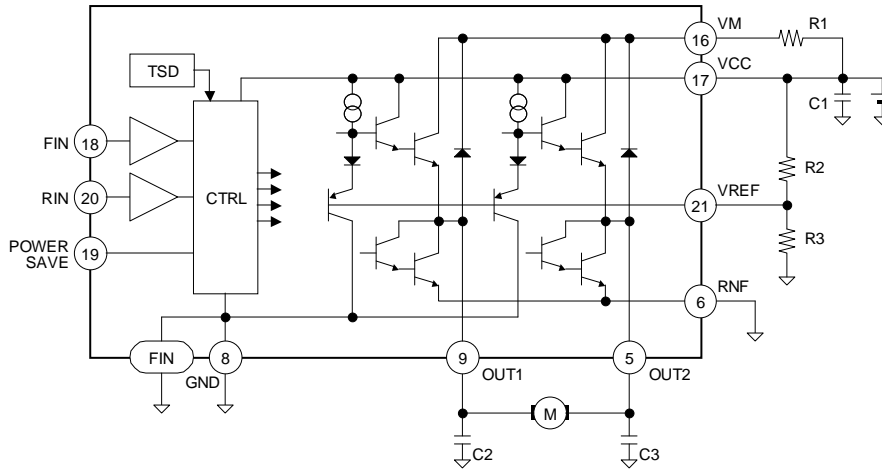 VM
16
R1
VCC
17
C1
TSD
FIN
18
RIN
20
CTRL
R2
VREF
21
POWER
SAVE
19
R3
RNF
6
FIN
8
GND
9
OUT1
5
OUT2
M
C2
C3